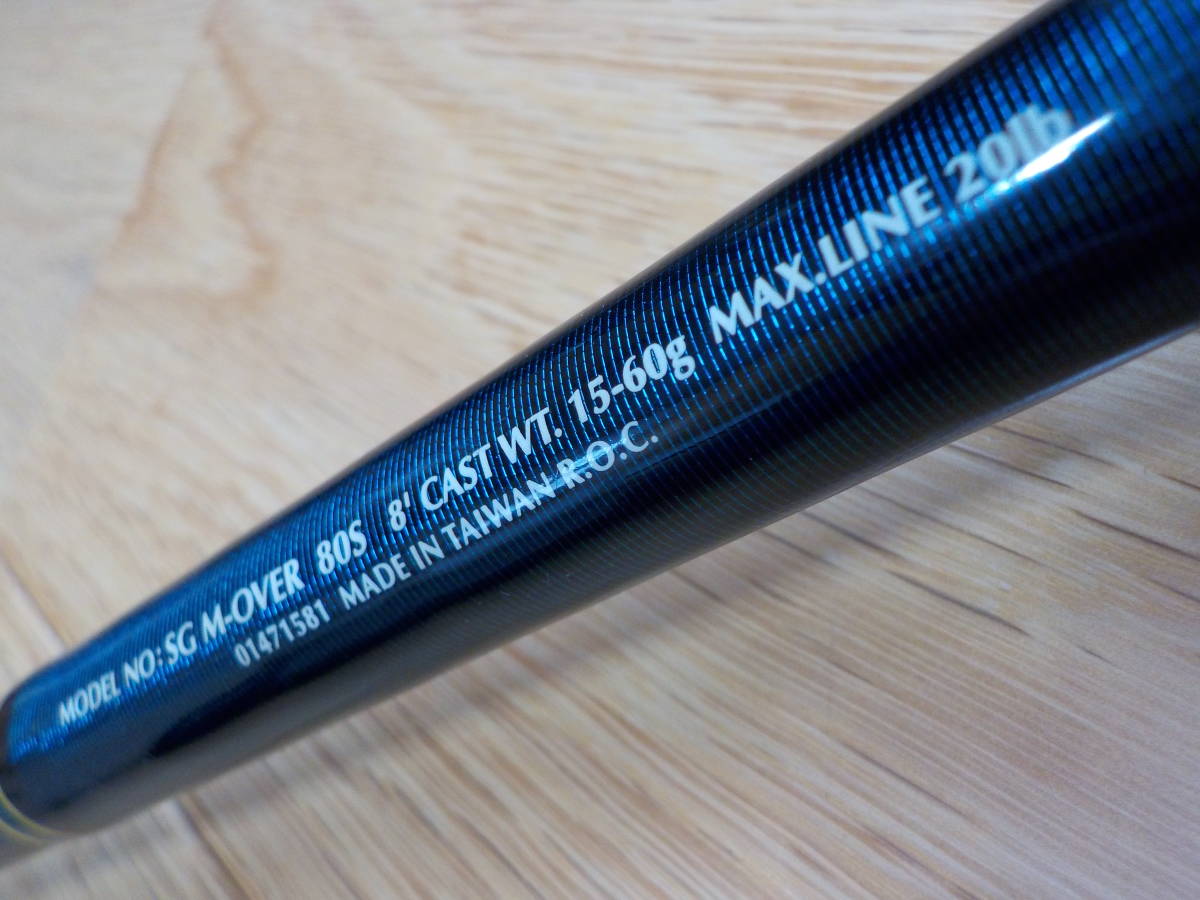 MODEL NO: SG M-OVER 80S 8' CAST WT. 15-60g MAX.LINE 20lb
01471581 MADE IN TAIWAN R.O.C.